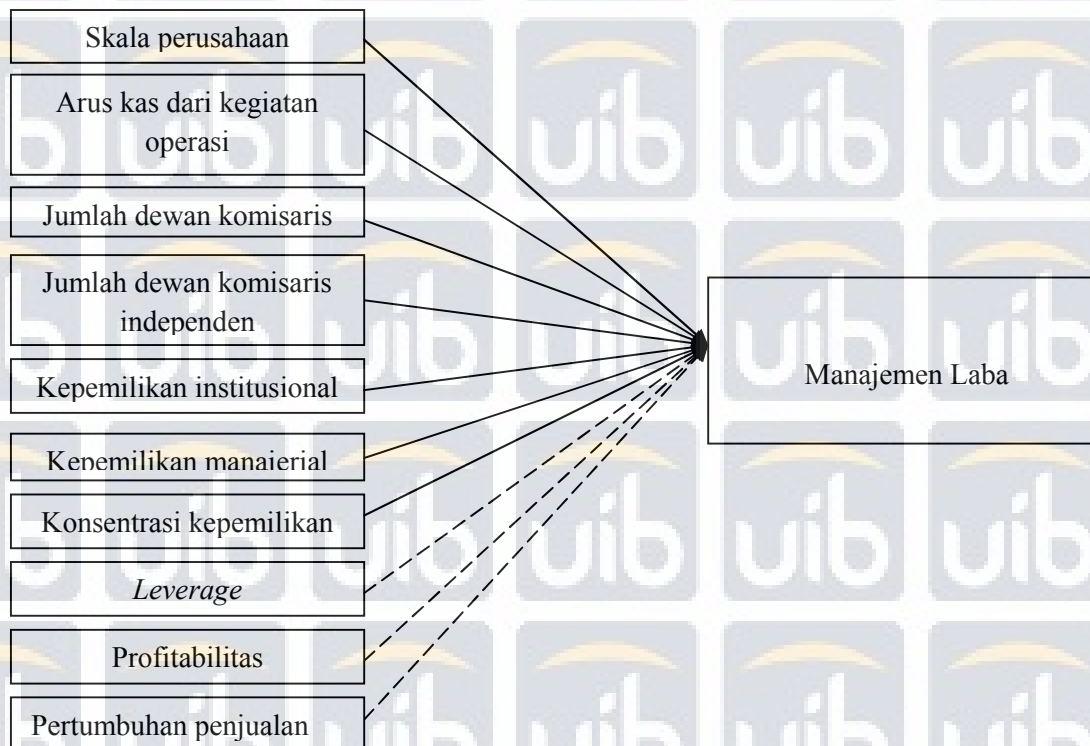 Skala perusahaan
Arus kas dari kegiatan
operasi
Jumlah dewan komisaris
Jumlah dewan komisaris
independen
Kepemilikan institusional
Kepemilikan manajerial
Konsentrasi kepemilikan
Leverage
Profitabilitas
Pertumbuhan penjualan
Manajemen Laba
uib